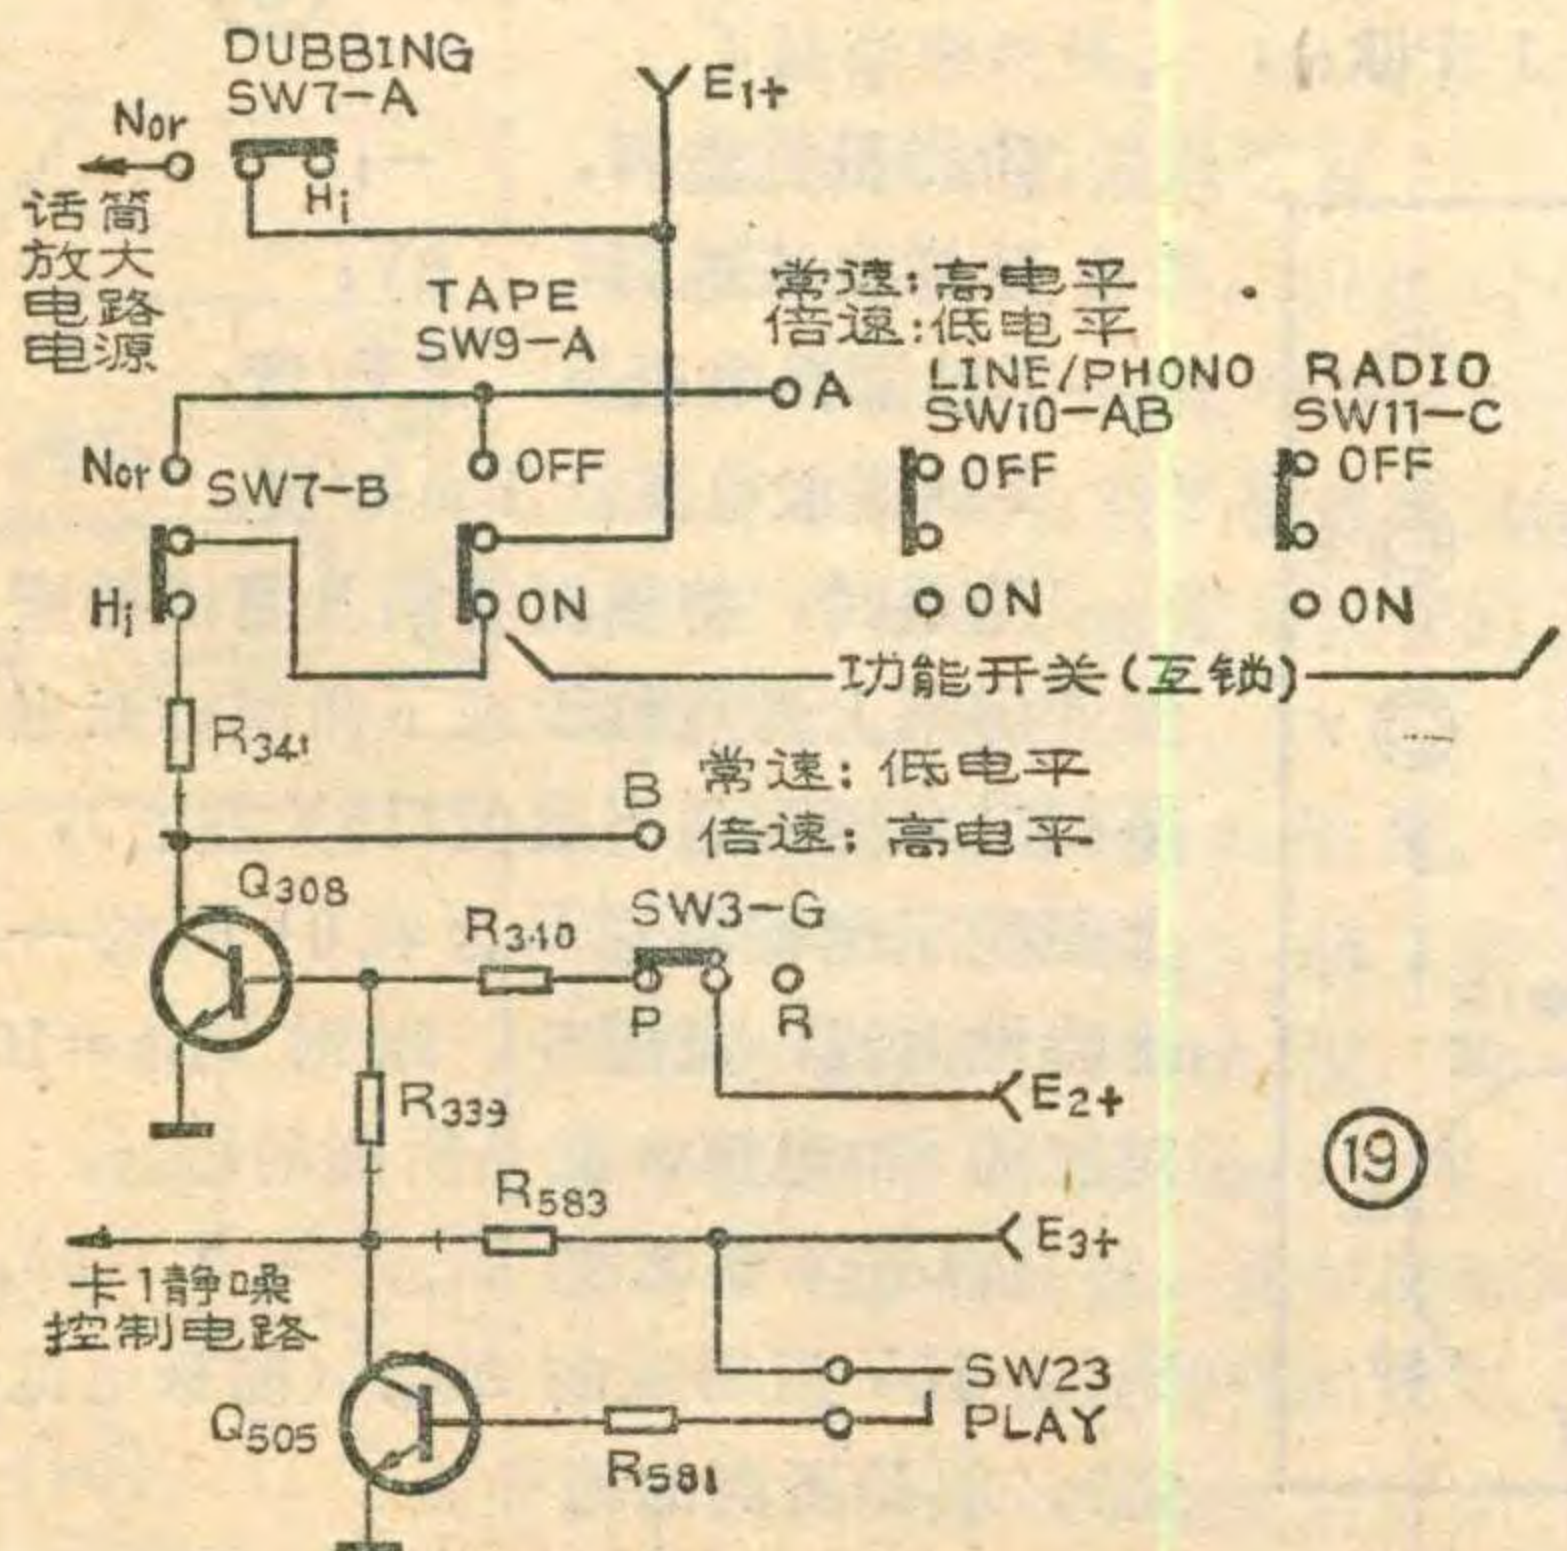 DUBBING
SW7-A
Nor
Hi
E1+
话筒
放大
电路
电源
TAPE
SW9-A
常速:高电平
倍速:低电平
A
LINE/PHONO
SW10-AB
RADIO
SW11-C
Nor
SW7-B
OFF
OFF
OFF
Hi
ON
ON
ON
功能开关(互锁)
R341
B
常速: 低电平
倍速: 高电平
Q308
R340
SW3-G
P
R
E2+
R339
19
R583
E3+
卡1静噪
控制电路
SW23
PLAY
Q505
R581